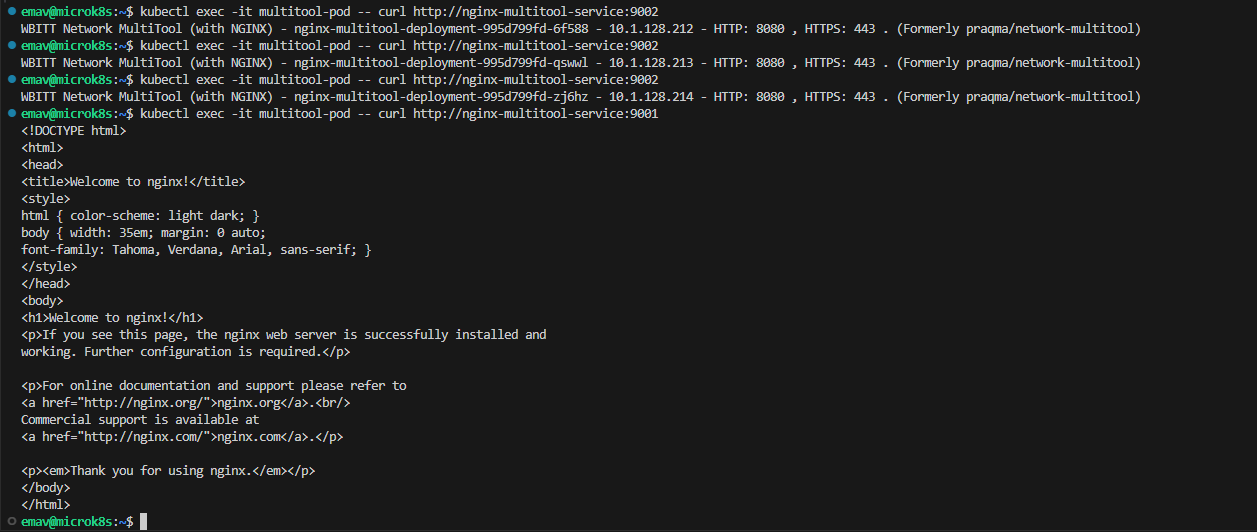 emav@microk8s:~$ kubectl exec -it multitool-pod -- curl http://nginx-multitool-service:9002
WBITT Network MultiTool (with NGINX) - nginx-multitool-deployment-995d799fd-6f588 - 10.1.128.212 - HTTP: 8080 , HTTPS: 443 . (Formerly praqma/network-multitool)
emav@microk8s:~$ kubectl exec -it multitool-pod -- curl http://nginx-multitool-service:9002
WBITT Network MultiTool (with NGINX) - nginx-multitool-deployment-995d799fd-qswwl - 10.1.128.213 - HTTP: 8080 , HTTPS: 443 . (Formerly praqma/network-multitool)
emav@microk8s:~$ kubectl exec -it multitool-pod -- curl http://nginx-multitool-service:9002
WBITT Network MultiTool (with NGINX) - nginx-multitool-deployment-995d799fd-zj6hz - 10.1.128.214 - HTTP: 8080 , HTTPS: 443 . (Formerly praqma/network-multitool)
emav@microk8s:~$ kubectl exec -it multitool-pod -- curl http://nginx-multitool-service:9001
<!DOCTYPE html>
<html>
<head>
<title>Welcome to nginx!</title>
<style>
html { color-scheme: light dark; }
body { width: 35em; margin: 0 auto;
font-family: Tahoma, Verdana, Arial, sans-serif; }
</style>
</head>
<body>
<h1>Welcome to nginx!</h1>
<p>If you see this page, the nginx web server is successfully installed and
working. Further configuration is required.</p>

<p>For online documentation and support please refer to
<a href="http://nginx.org/">nginx.org</a>.<br/>
Commercial support is available at
<a href="http://nginx.com/">nginx.com</a>.</p>

<p><em>Thank you for using nginx.</em></p>
</body>
</html>
emav@microk8s:~$